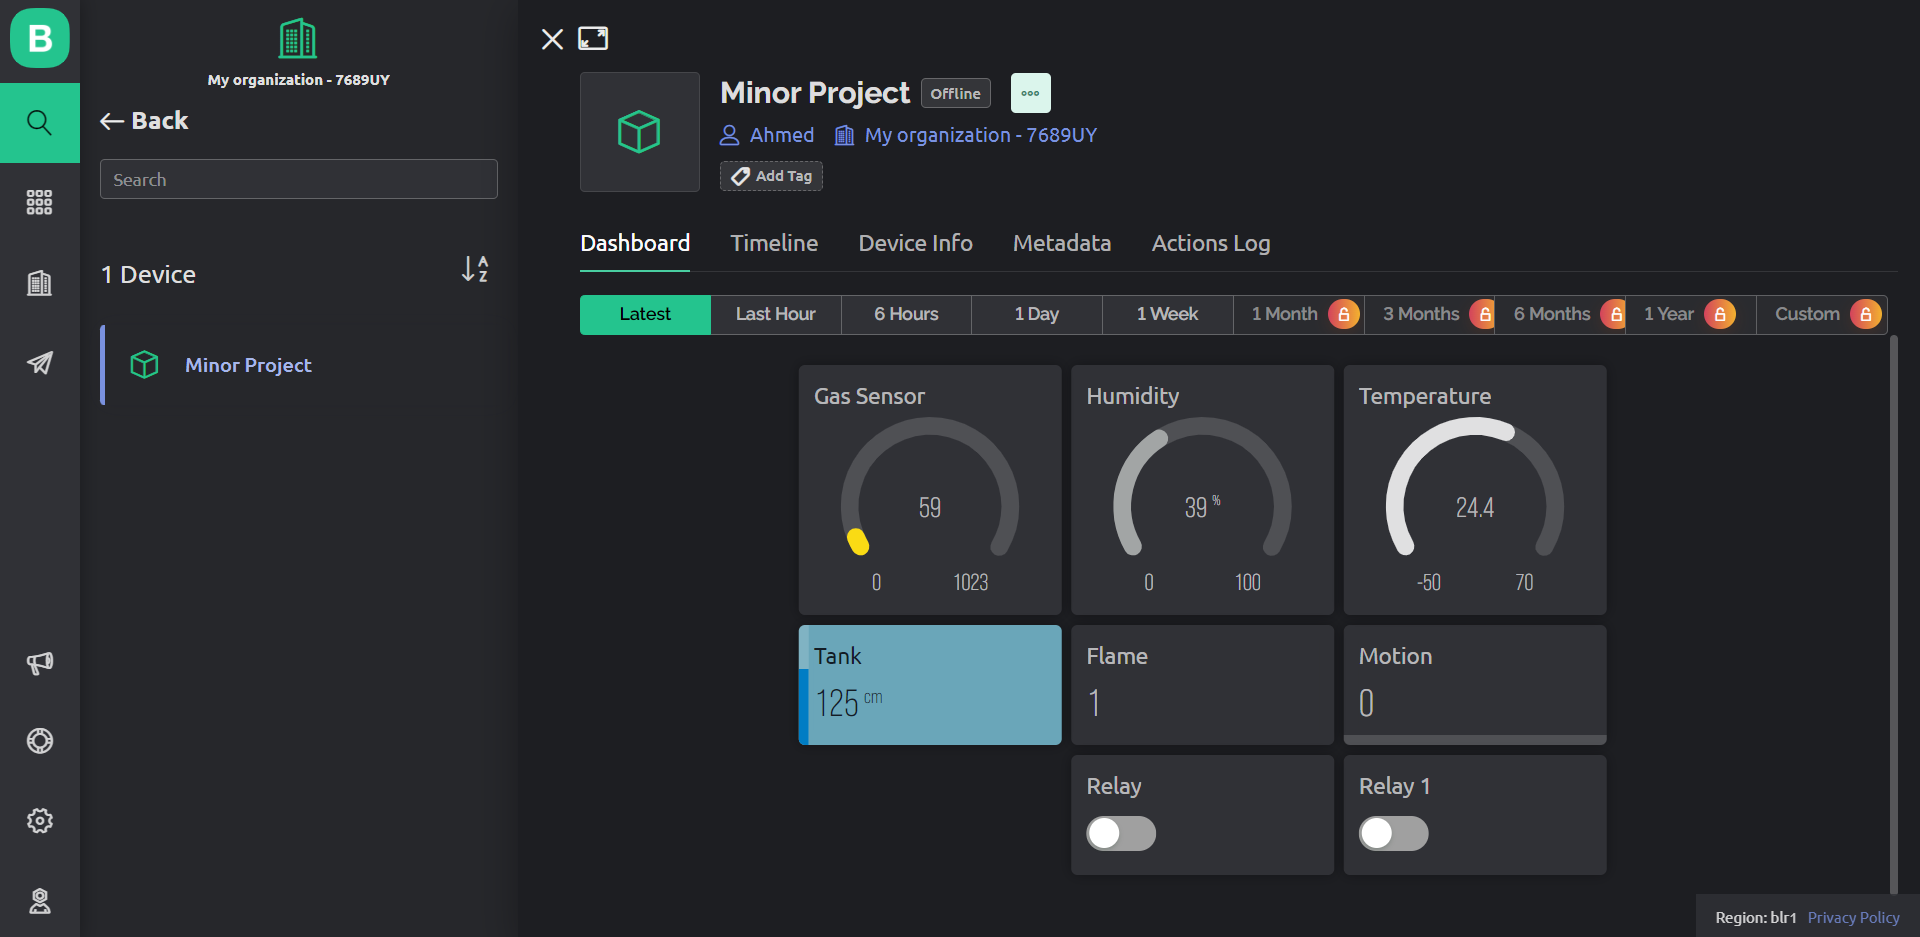 B
My organization - 7689UY
Back
Search
1 Device
A
Z
Minor Project
Minor Project Offline
Ahmed My organization - 7689UY
Add Tag
Dashboard Timeline Device Info Metadata Actions Log
Latest Last Hour 6 Hours 1 Day 1 Week 1 Month 3 Months 6 Months 1 Year Custom
Gas Sensor Humidity Temperature
59 39 % 24.4
0 1023 0 100 -50 70
Tank Flame Motion
125 cm 1 0
Relay Relay 1
Region: blr1 Privacy Policy